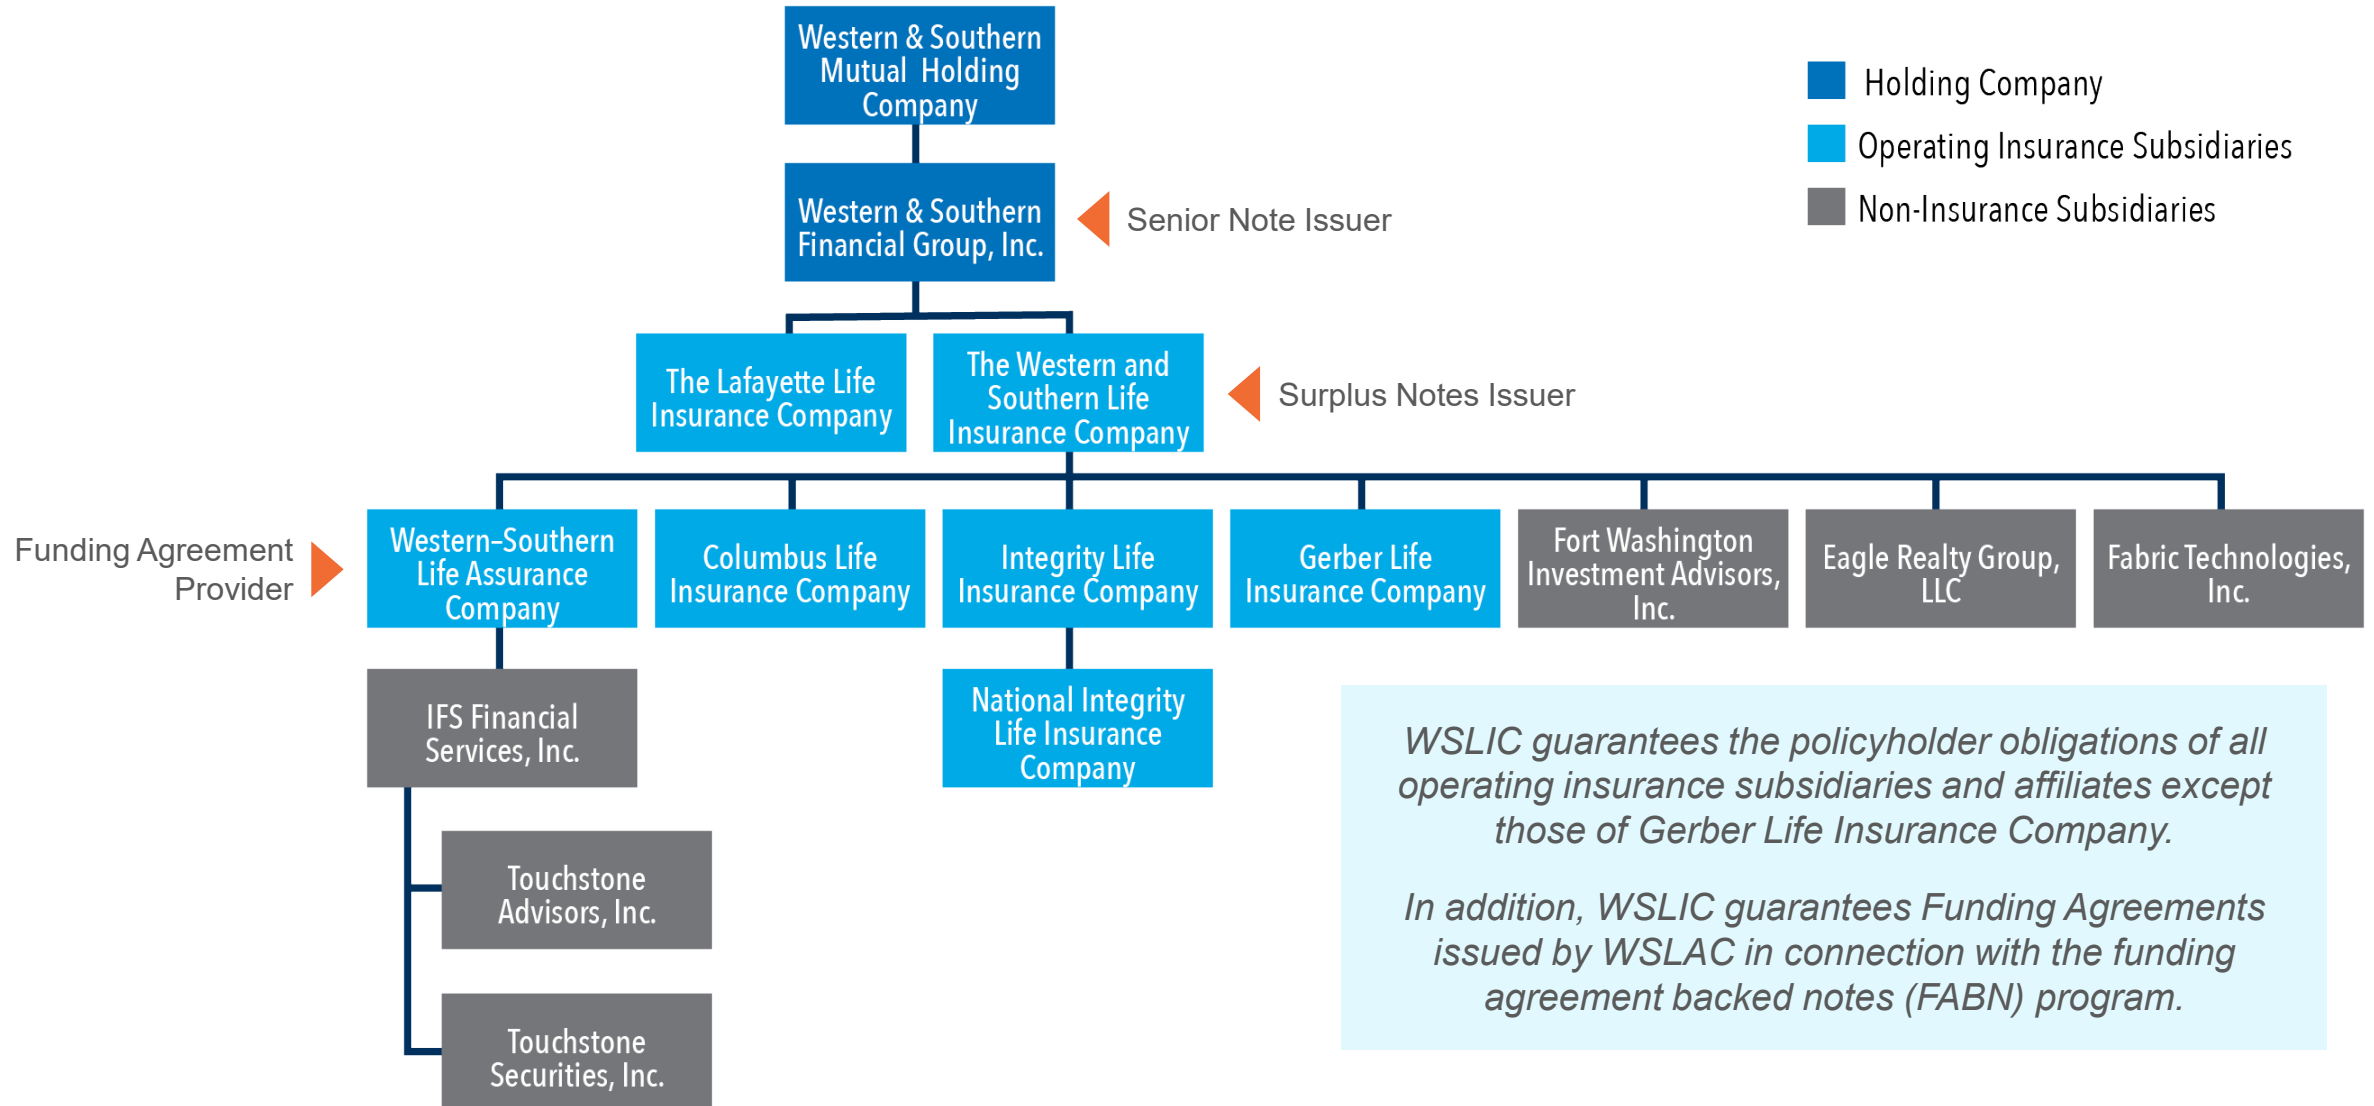 Western & Southern
Mutual Holding
Company
Holding Company
Operating Insurance Subsidiaries
Non-Insurance Subsidiaries
Western & Southern
Financial Group, Inc.
Senior Note Issuer
The Lafayette Life
Insurance Company
The Western and
Southern Life
Insurance Company
Surplus Notes Issuer
Funding Agreement
Provider
Western–Southern
Life Assurance
Company
Columbus Life
Insurance Company
Integrity Life
Insurance Company
Gerber Life
Insurance Company
Fort Washington
Investment Advisors,
Inc.
Eagle Realty Group,
LLC
Fabric Technologies,
Inc.
IFS Financial
Services, Inc.
National Integrity
Life Insurance
Company
Touchstone
Advisors, Inc.
Touchstone
Securities, Inc.
WSLIC guarantees the policyholder obligations of all
operating insurance subsidiaries and affiliates except
those of Gerber Life Insurance Company.
In addition, WSLIC guarantees Funding Agreements
issued by WSLAC in connection with the funding
agreement backed notes (FABN) program.